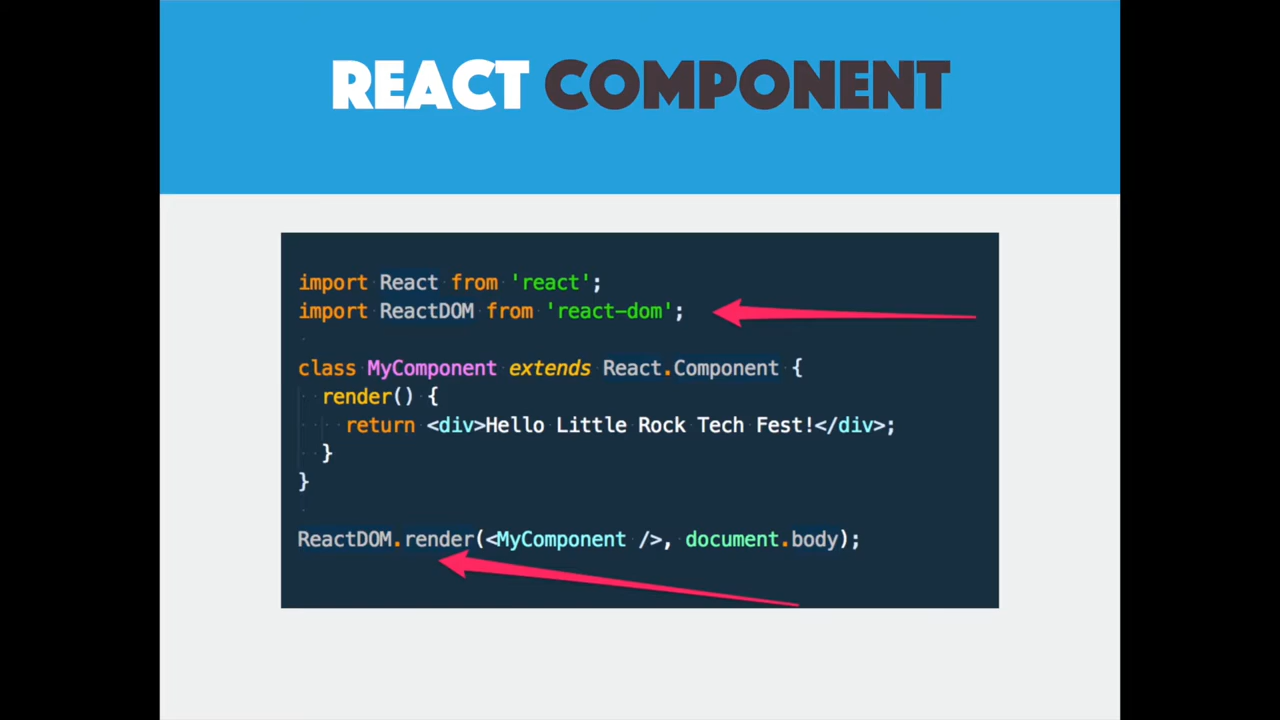 REACT COMPONENT
import React from 'react';
import ReactDOM from 'react-dom';
class MyComponent extends React.Component {
render() {
return <div>Hello Little Rock Tech Fest!</div>;
}
}
ReactDOM.render(<MyComponent />, document.body);